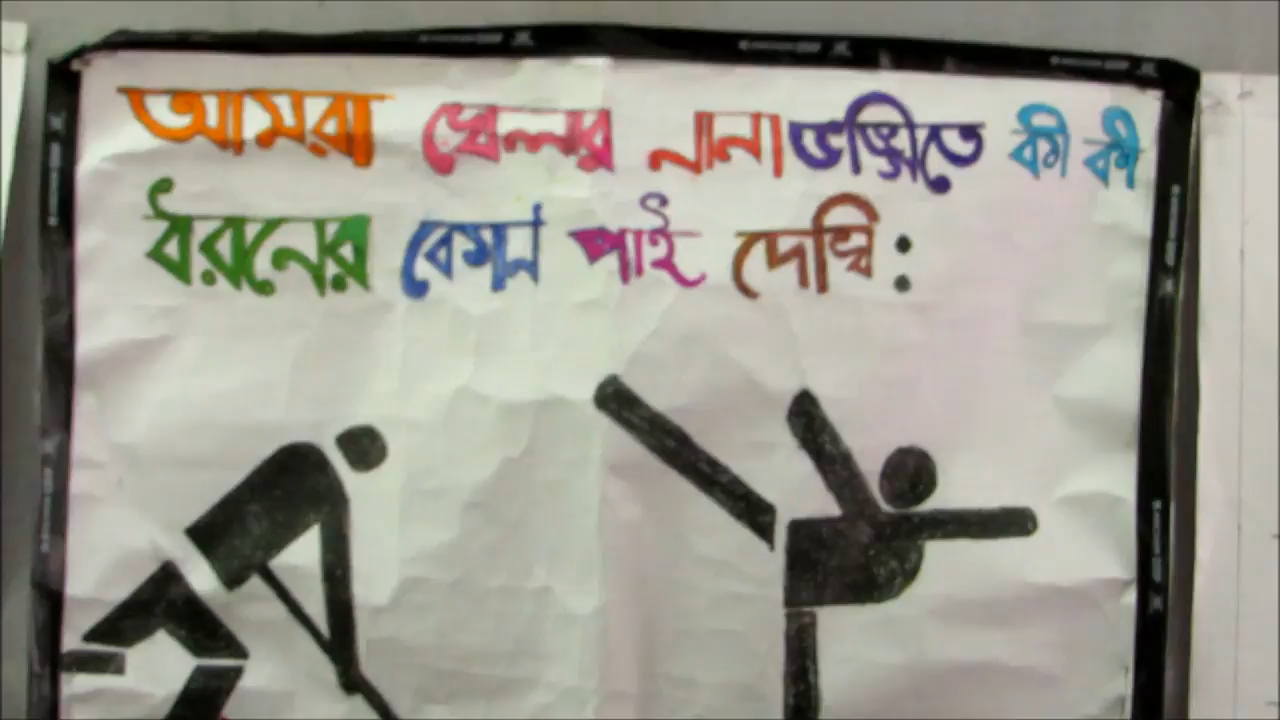 আমরা খেলার নানা ভঙ্গিতে কী কী
ধরনের কোণ পাই দেখি :